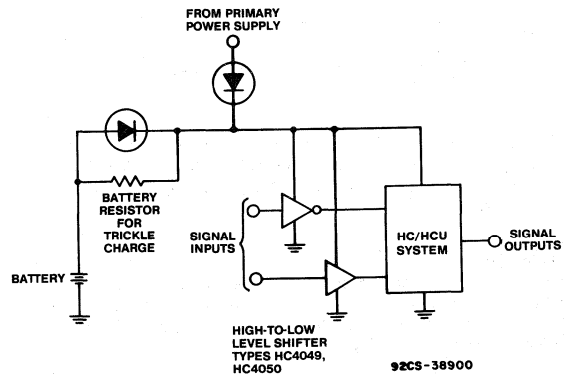 FROM PRIMARY
POWER SUPPLY
BATTERY
RESISTOR
FOR
TRICKLE
CHARGE
SIGNAL
INPUTS
HC/HCU
SYSTEM
SIGNAL
OUTPUTS
BATTERY
HIGH-TO-LOW
LEVEL SHIFTER
TYPES HC4049,
HC4050
92CS-38900